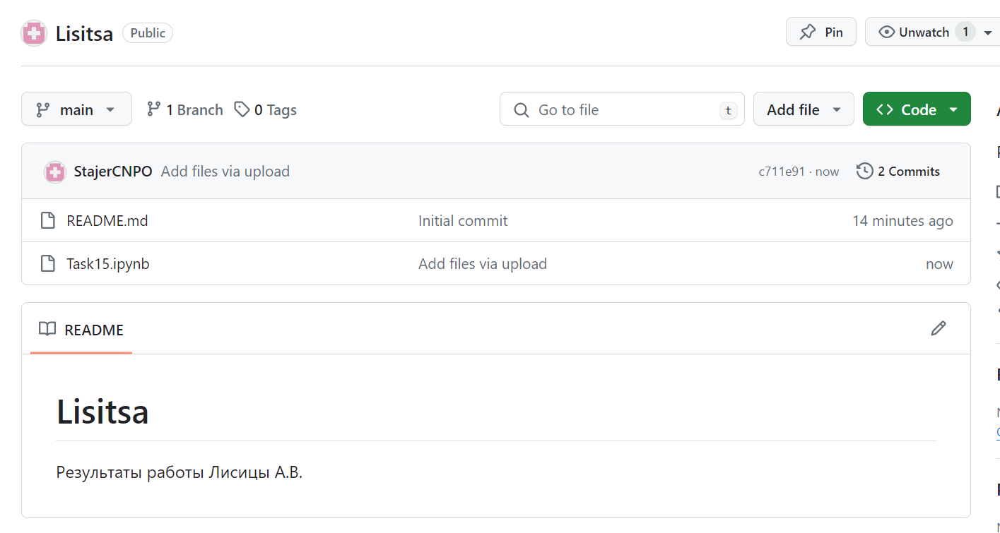 Lisitsa Public Pin Unwatch 1
main 1 Branch 0 Tags Go to file t Add file Code
StajerCNPO Add files via upload c711e91 · now 2 Commits
README.md Initial commit 14 minutes ago
Task15.ipynb Add files via upload now
README
Lisitsa
Результаты работы Лисицы А.В.